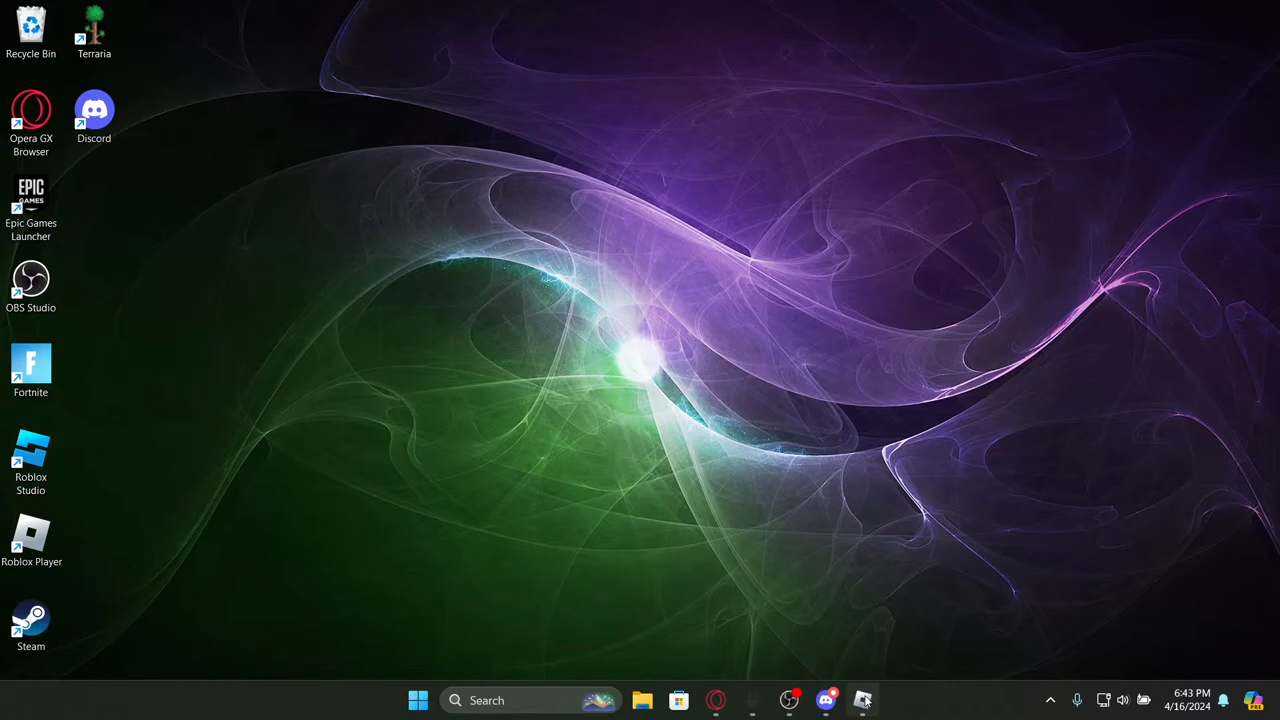 Recycle Bin
Terraria
Opera GX
Browser
Discord
EPIC
GAMES
Epic Games
Launcher
OBS Studio
F
Fortnite
Roblox
Studio
Roblox Player
Steam
Search
6:43 PM
4/16/2024
PRE